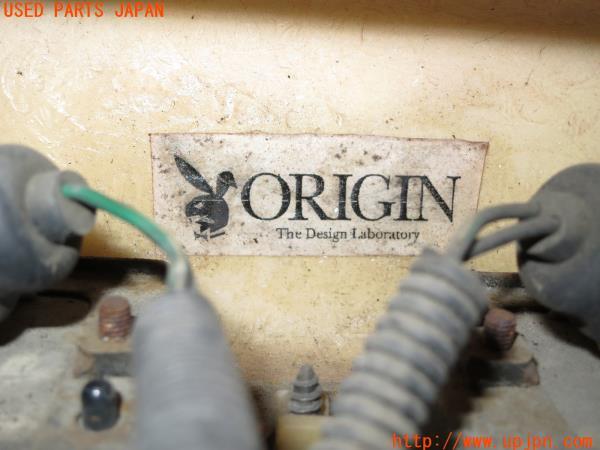 USED PARTS JAPAN
ORIGIN
The Design Laboratory
http://www.upjpn.com